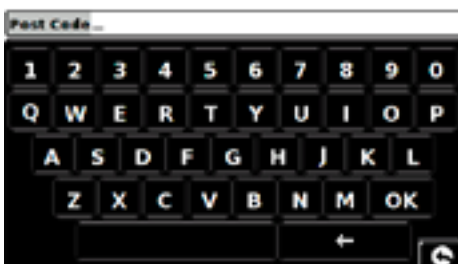 Post Code...
1 2 3 4 5 6 7 8 9 0
Q W E R T Y U I O P
A S D F G H J K L
Z X C V B N M OK
←